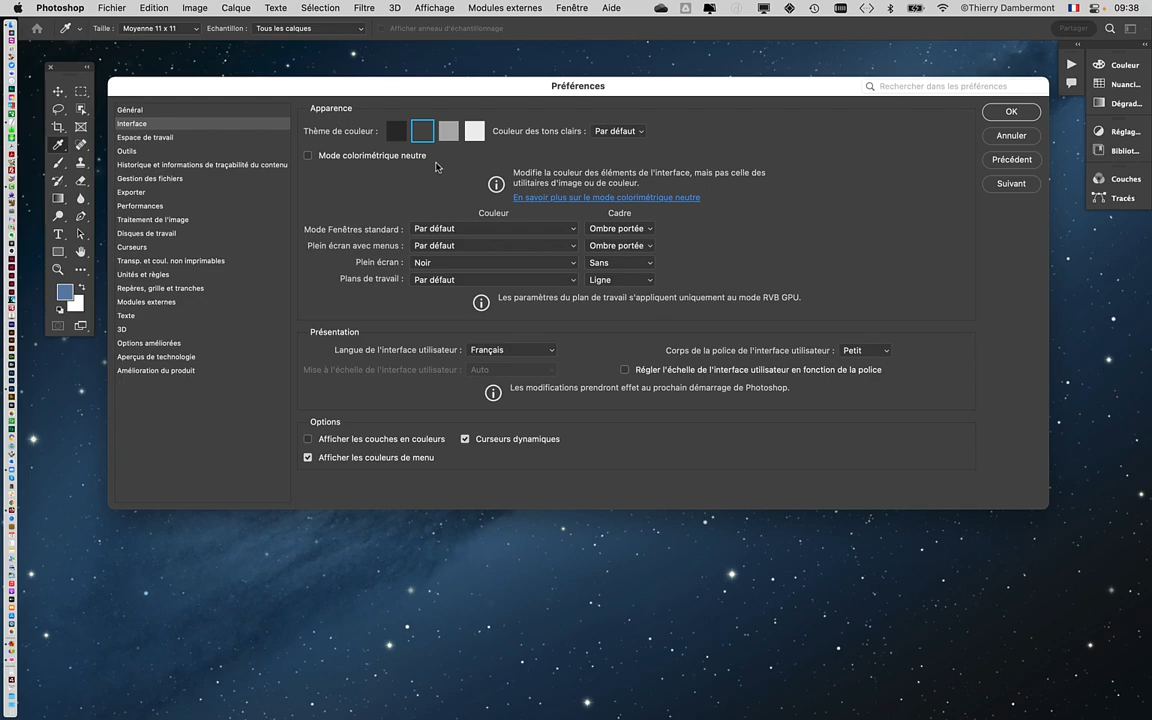 Photoshop Fichier Edition Image Calque Texte Sélection Filtre 3D Affichage Modules externes Fenêtre Aide ©Thierry Dambermont 09:38
Taille : Moyenne 11 x 11 Echantillon : Tous les calques Afficher anneau d'échantillonnage Partager
Préférences
Rechercher dans les préférences
Général
Interface
Espace de travail
Outils
Historique et informations de traçabilité du contenu
Gestion des fichiers
Exporter
Performances
Traitement de l'image
Disques de travail
Curseurs
Transp. et coul. non imprimables
Unités et règles
Repères, grille et tranches
Modules externes
Texte
3D
Options améliorées
Aperçus de technologie
Amélioration du produit
Apparence
Thème de couleur : Couleur des tons clairs : Par défaut
Mode colorimétrique neutre
Modifie la couleur des éléments de l'interface, mais pas celle des
utilitaires d'image ou de couleur.
En savoir plus sur le mode colorimétrique neutre
Couleur Cadre
Mode Fenêtres standard : Par défaut Ombre portée
Plein écran avec menus : Par défaut Ombre portée
Plein écran : Noir Sans
Plans de travail : Par défaut Ligne
Les paramètres du plan de travail s'appliquent uniquement au mode RVB GPU.
Présentation
Langue de l'interface utilisateur : Français Corps de la police de l'interface utilisateur : Petit
Mise à l'échelle de l'interface utilisateur : Auto Régler l'échelle de l'interface utilisateur en fonction de la police
Les modifications prendront effet au prochain démarrage de Photoshop.
Options
Afficher les couches en couleurs Curseurs dynamiques
Afficher les couleurs de menu
OK
Annuler
Précédent
Suivant
Couleur
Nuanci...
Dégrad...
Réglag...
Bibliot...
Couches
Tracés